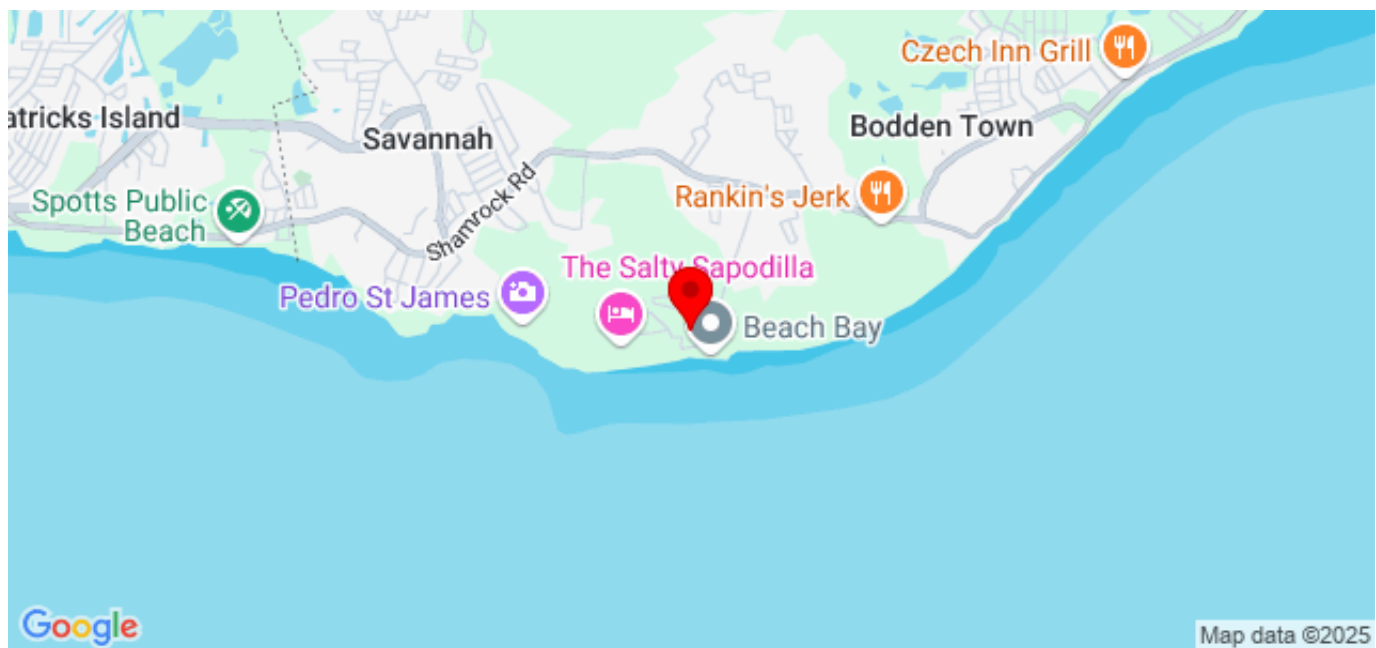 Czech Inn Grill
atricks Island
Savannah
Bodden Town
Shamrock Rd
Spotts Public
Beach
Rankin's Jerk
The Salty Sapodilla
Pedro St James
Beach Bay
Google
Map data ©2025